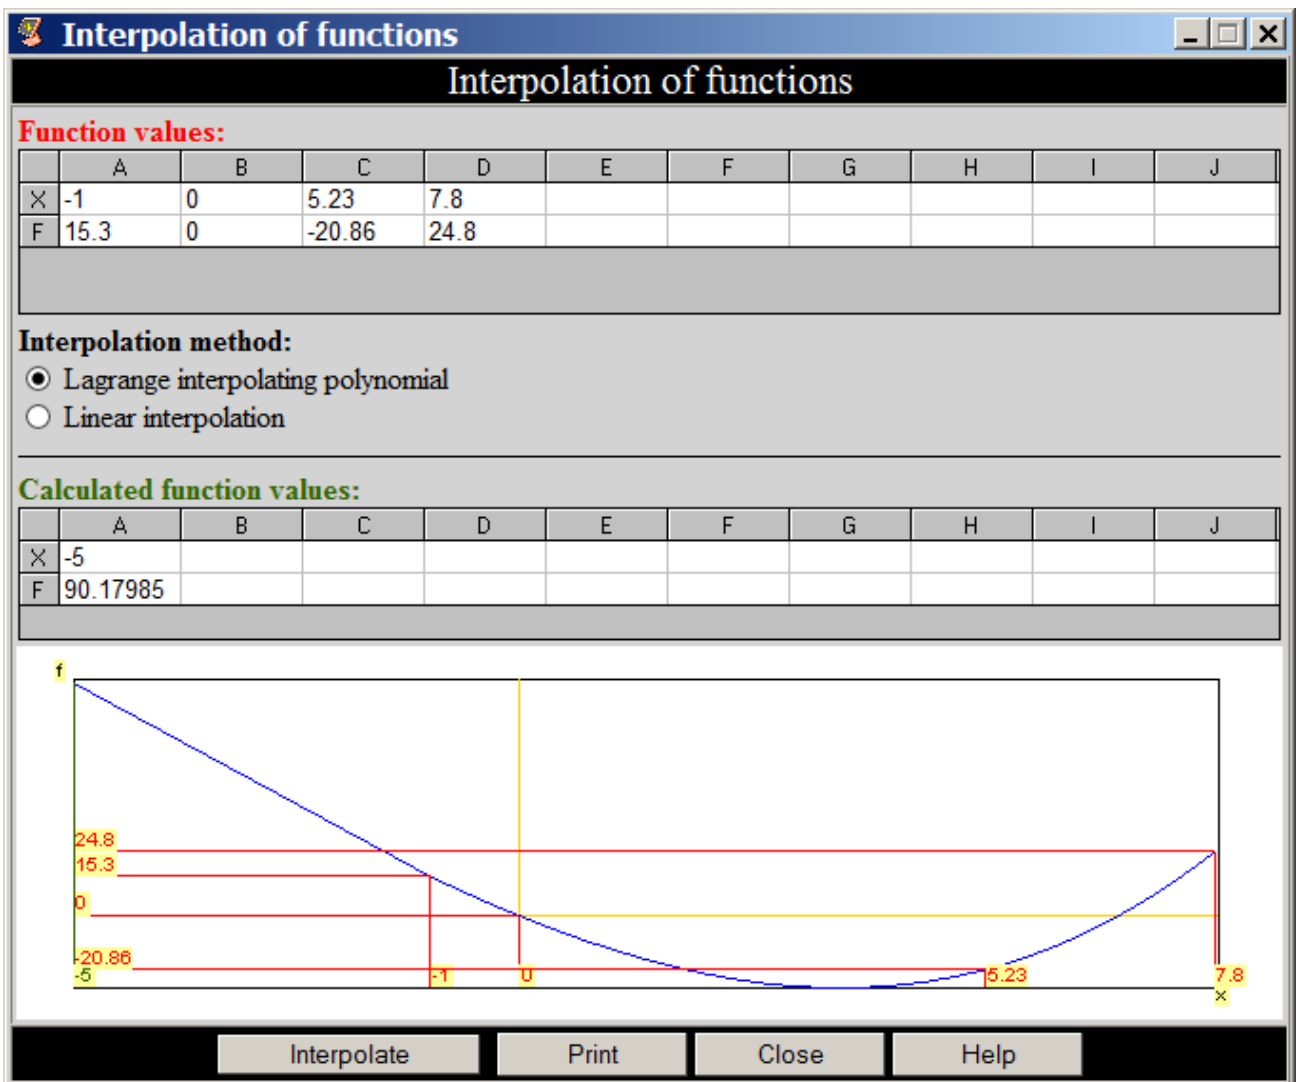 Interpolation of functions
Interpolation of functions
Function values:
A B C D E F G H I J
X -1 0 5.23 7.8
F 15.3 0 -20.86 24.8
Interpolation method:
Lagrange interpolating polynomial
Linear interpolation
Calculated function values:
A B C D E F G H I J
X -5
F 90.17985
f
24.8
15.3
0
-20.86
-5 -1 0 5.23 7.8
x
Interpolate Print Close Help